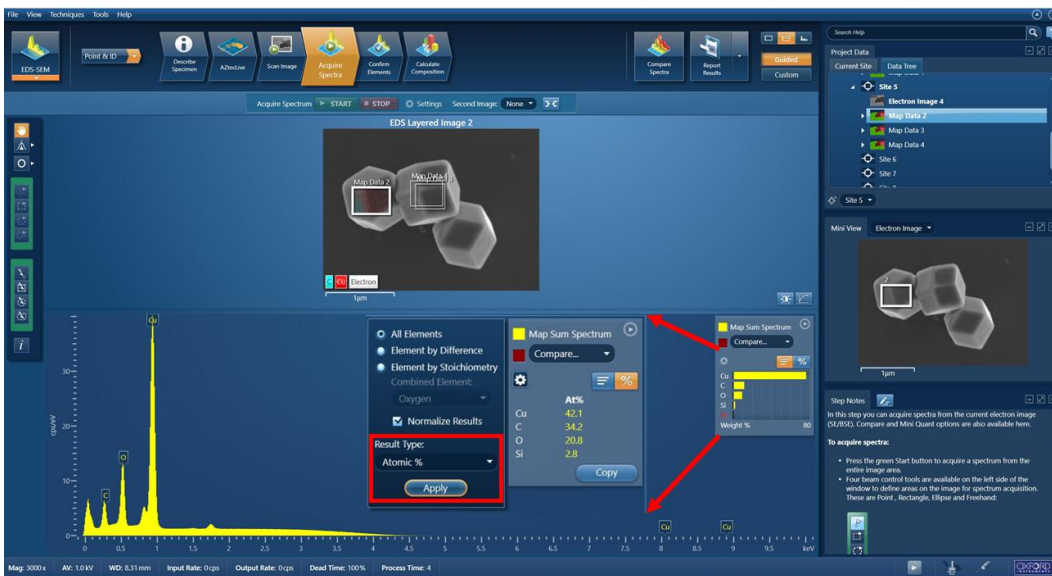 File View Techniques Tools Help
EDS-SEM
Point & ID
Describe Specimen
AZtecLive
Scan Image
Acquire Spectra
Confirm Elements
Calculate Composition
Compare Spectra
Report Results
Guided
Custom
Acquire Spectrum START STOP Settings Second Image: None
EDS Layered Image 2
Map Data 2
C Cu Electron
1μm
Search Help
Project Data
Current Site Data Tree
Site 5
Electron Image 4
Map Data 2
Map Data 3
Map Data 4
Site 6
Site 7
Site 5
Mini View Electron Image
2
1μm
Step Notes
In this step you can acquire spectra from the current electron image
(SE/BSE). Compare and Mini Quant options are also available here.
To acquire spectra:
• Press the green Start button to acquire a spectrum from the
entire image area.
• Four beam control tools are available on the left side of the
window to define areas on the image for spectrum acquisition.
These are Point , Rectangle, Ellipse and Freehand:
cps/eV
30
20
10
0
Cu
O
C
Cu
Cu
0 0.5 1 1.5 2 2.5 3 3.5 4 4.5 5 5.5 6 6.5 7 7.5 8 8.5 9 9.5 keV
All Elements
Element by Difference
Element by Stoichiometry
Combined Element:
Oxygen
Normalize Results
Result Type:
Atomic %
Apply
Map Sum Spectrum
Compare...
%
At%
Cu 42.1
C 34.2
O 20.8
Si 2.8
Copy
Map Sum Spectrum
Compare...
%
Cu
C
O
Si
Weight % 80
Mag: 3000 x AV: 1.0 kV WD: 8.31 mm Input Rate: 0 cps Output Rate: 0 cps Dead Time: 100% Process Time: 4
OXFORD
INSTRUMENTS